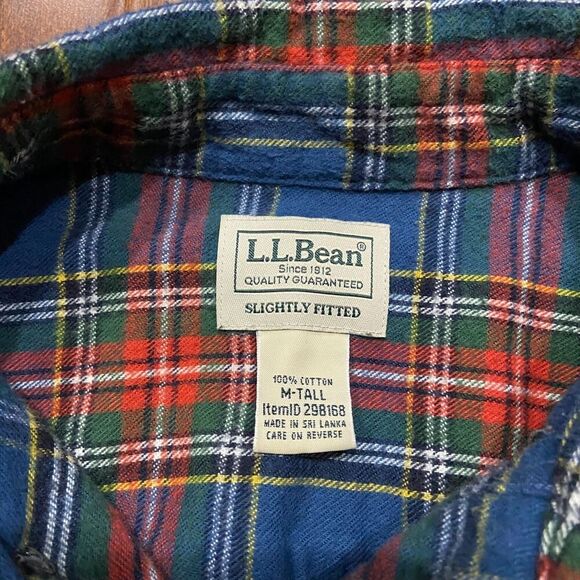 L.L.Bean®
Since 1912
QUALITY GUARANTEED
SLIGHTLY FITTED
100% COTTON
M-TALL
ItemID 298168
MADE IN SRI LANKA
CARE ON REVERSE